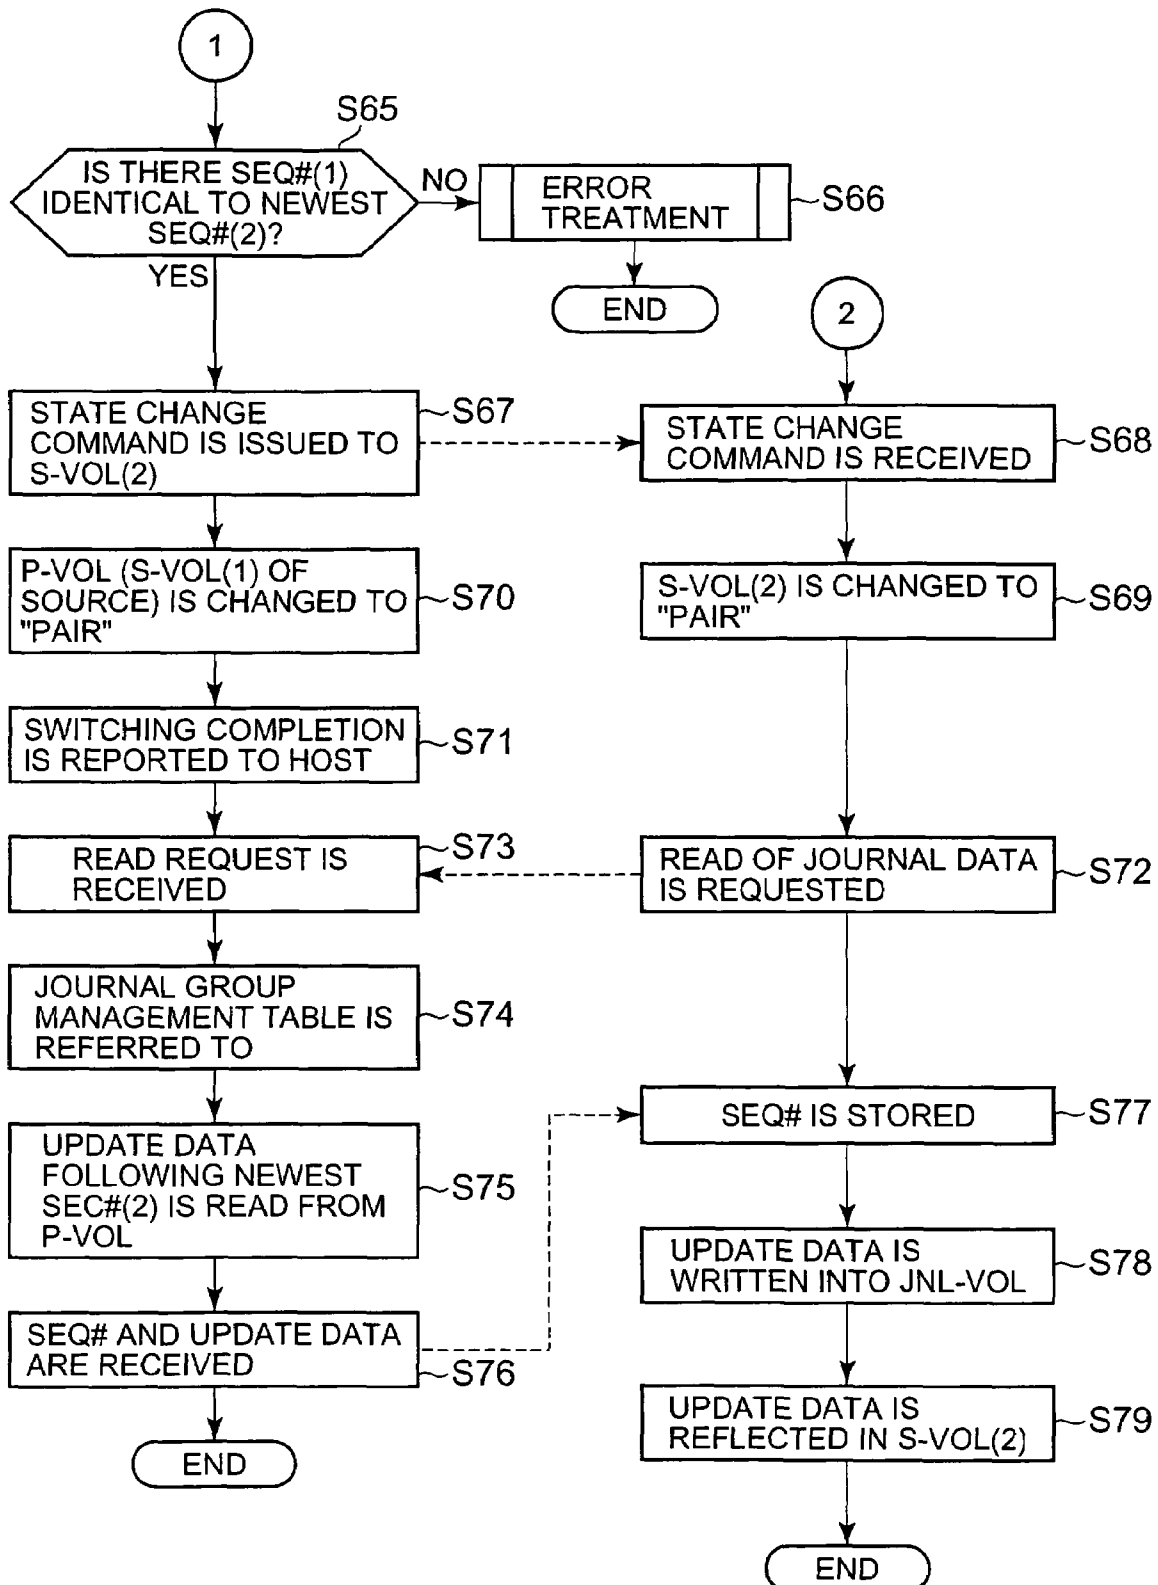 1
S65
IS THERE SEQ#(1)
IDENTICAL TO NEWEST
SEQ#(2)?
NO
YES
ERROR
TREATMENT
S66
END
2
STATE CHANGE
COMMAND IS ISSUED TO
S-VOL(2)
S67
STATE CHANGE
COMMAND IS RECEIVED
S68
P-VOL (S-VOL(1) OF
SOURCE) IS CHANGED TO
"PAIR"
S70
S-VOL(2) IS CHANGED TO
"PAIR"
S69
SWITCHING COMPLETION
IS REPORTED TO HOST
S71
READ REQUEST IS
RECEIVED
S73
READ OF JOURNAL DATA
IS REQUESTED
S72
JOURNAL GROUP
MANAGEMENT TABLE IS
REFERRED TO
S74
UPDATE DATA
FOLLOWING NEWEST
SEC#(2) IS READ FROM
P-VOL
S75
SEQ# IS STORED
S77
UPDATE DATA IS
WRITTEN INTO JNL-VOL
S78
SEQ# AND UPDATE DATA
ARE RECEIVED
S76
END
UPDATE DATA IS
REFLECTED IN S-VOL(2)
S79
END